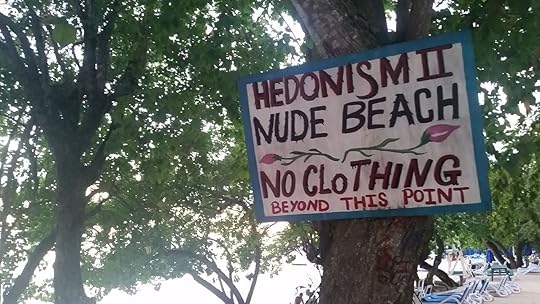 HEDONISM II
NUDE BEACH
NO CLOTHING
BEYOND THIS POINT